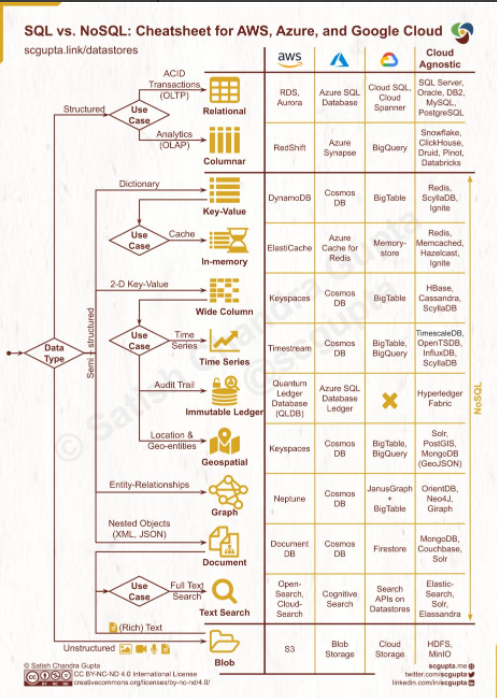 SQL vs. NoSQL: Cheatsheet for AWS, Azure, and Google Cloud
scgupta.link/datastores
aws
Cloud
Agnostic
Data
Type
Structured
Use
Case
ACID
Transactions
(OLTP)
Relational
RDS,
Aurora
Azure SQL
Database
Cloud SQL,
Cloud
Spanner
SQL Server,
Oracle, DB2,
MySQL,
PostgreSQL
Analytics
(OLAP)
Columnar
RedShift
Azure
Synapse
BigQuery
Snowflake,
ClickHouse,
Druid, Pinot,
Databricks
Semi-structured
Dictionary
Key-Value
DynamoDB
Cosmos
DB
BigTable
Redis,
ScyllaDB,
Ignite
Use
Case
Cache
In-memory
ElastiCache
Azure
Cache for
Redis
Memory-
store
Redis,
Memcached,
Hazelcast,
Ignite
2-D Key-Value
Wide Column
Keyspaces
Cosmos
DB
BigTable
HBase,
Cassandra,
ScyllaDB
Use
Case
Time
Series
Time Series
Timestream
Cosmos
DB
BigTable,
BigQuery
TimescaleDB,
OpenTSDB,
InfluxDB,
ScyllaDB
Audit Trail
Immutable Ledger
Quantum
Ledger
Database
(QLDB)
Azure SQL
Database
Ledger
Hyperledger
Fabric
Location &
Geo-entities
Geospatial
Keyspaces
Cosmos
DB
BigTable,
BigQuery
Solr,
PostGIS,
MongoDB
(GeoJSON)
Entity-Relationships
Graph
Neptune
Cosmos
DB
JanusGraph
+
BigTable
OrientDB,
Neo4J,
Giraph
Nested Objects
(XML, JSON)
Document
Document
DB
Cosmos
DB
Firestore
MongoDB,
Couchbase,
Solr
Use
Case
Full Text
Search
Text Search
Open-
Search,
Cloud-
Search
Cognitive
Search
Search
APIs on
Datastores
Elastic-
Search,
Solr,
Elassandra
(Rich) Text
Unstructured
Blob
S3
Blob
Storage
Cloud
Storage
HDFS,
MinIO
NoSQL
© Satish Chandra Gupta
@scgupta
© Satish Chandra Gupta
CC BY-NC-ND 4.0 International License
creativecommons.org/licenses/by-nc-nd/4.0/
scgupta.me
twitter.com/scgupta
linkedin.com/in/scgupta